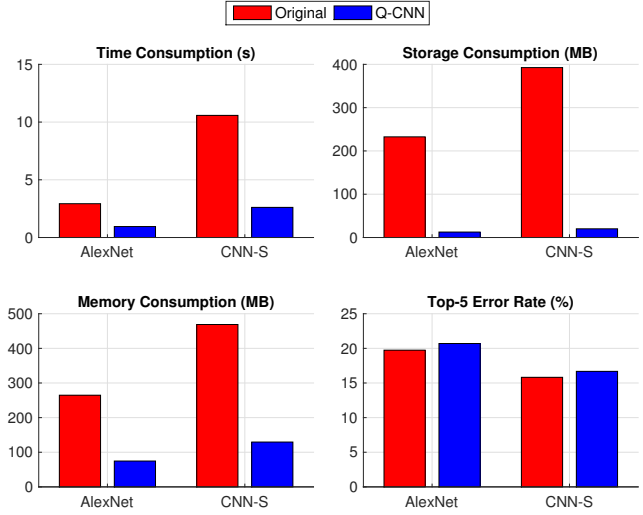 Original Q-CNN
Time Consumption (s)
15
10
5
0
AlexNet CNN-S
Storage Consumption (MB)
400
300
200
100
0
AlexNet CNN-S
Memory Consumption (MB)
500
400
300
200
100
0
AlexNet CNN-S
Top-5 Error Rate (%)
25
20
15
10
5
0
AlexNet CNN-S